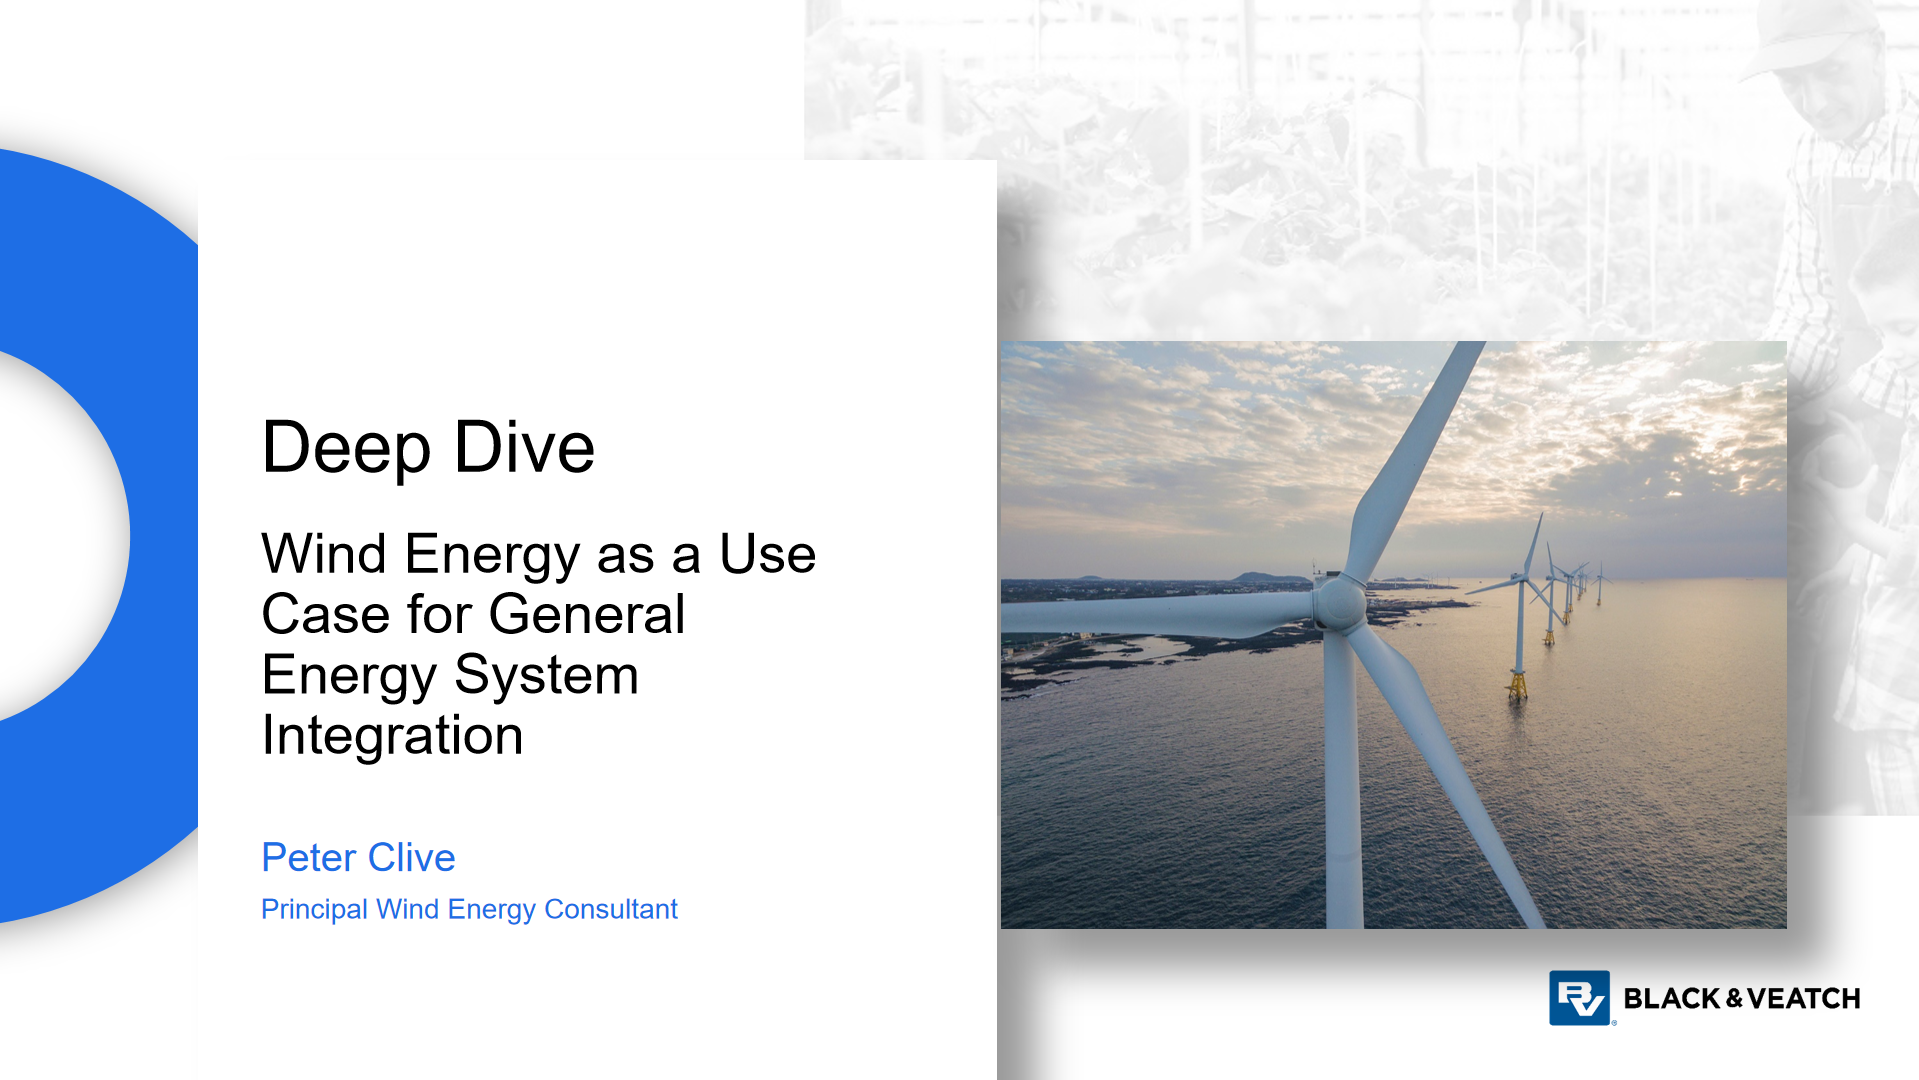 Deep Dive
Wind Energy as a Use
Case for General
Energy System
Integration
Peter Clive
Principal Wind Energy Consultant
BV® BLACK & VEATCH